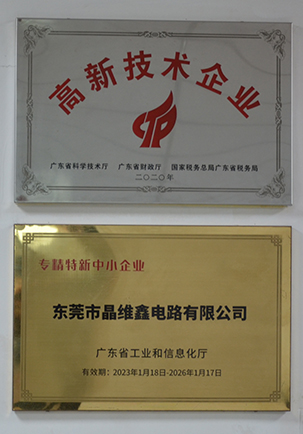 高新技术企业
广东省科学技术厅 广东省财政厅 国家税务总局广东省税务局
二〇二〇年
专精特新中小企业
东莞市晶维鑫电路有限公司
广东省工业和信息化厅
有效期：2023年1月18日-2026年1月17日